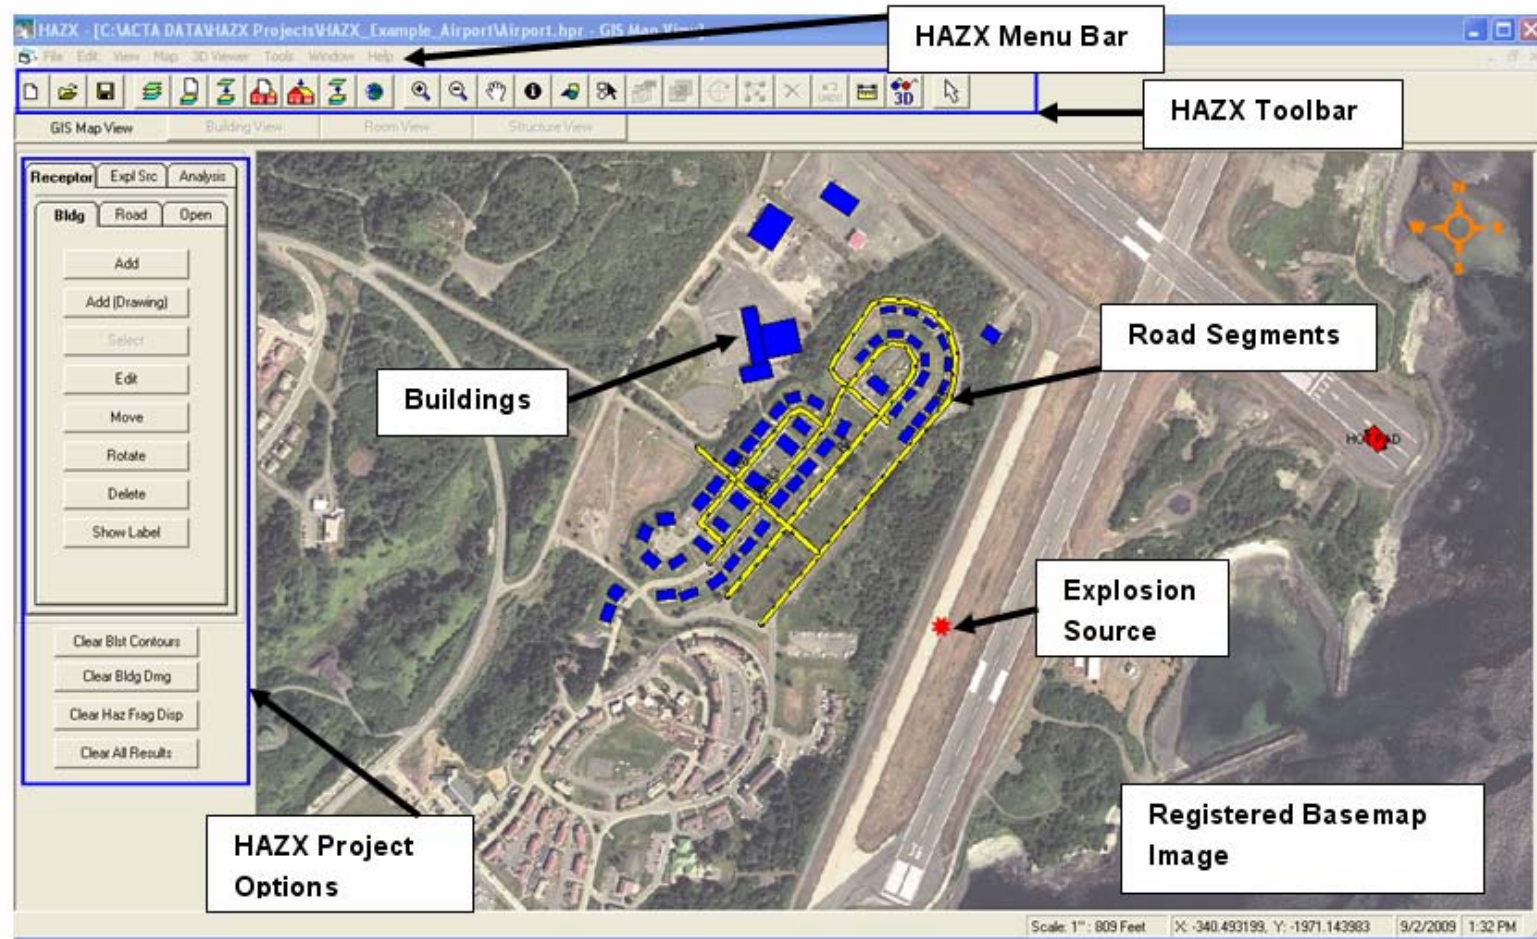 HAZX - [C:\ACTA DATA\HAZX Projects\HAZX_Example_Airport\Airport.hpr - GIS Map View]
File Edit View Map 3D Viewer Tools Window Help
HAZX Menu Bar
UNDO 3D
HAZX Toolbar
GIS Map View Building View Room View Structure View
Receptor Expl Src Analysis
Bldg Road Open
Add
Add (Drawing)
Select
Edit
Move
Rotate
Delete
Show Label
Clear Blst Contours
Clear Bldg Dmg
Clear Haz Frag Disp
Clear All Results
N
W
S
Road Segments
Buildings
Explosion
Source
HAZX Project
Options
Registered Basemap
Image
Scale: 1" : 809 Feet X: -340.493199, Y: -1971.143983 9/2/2009 1:32 PM